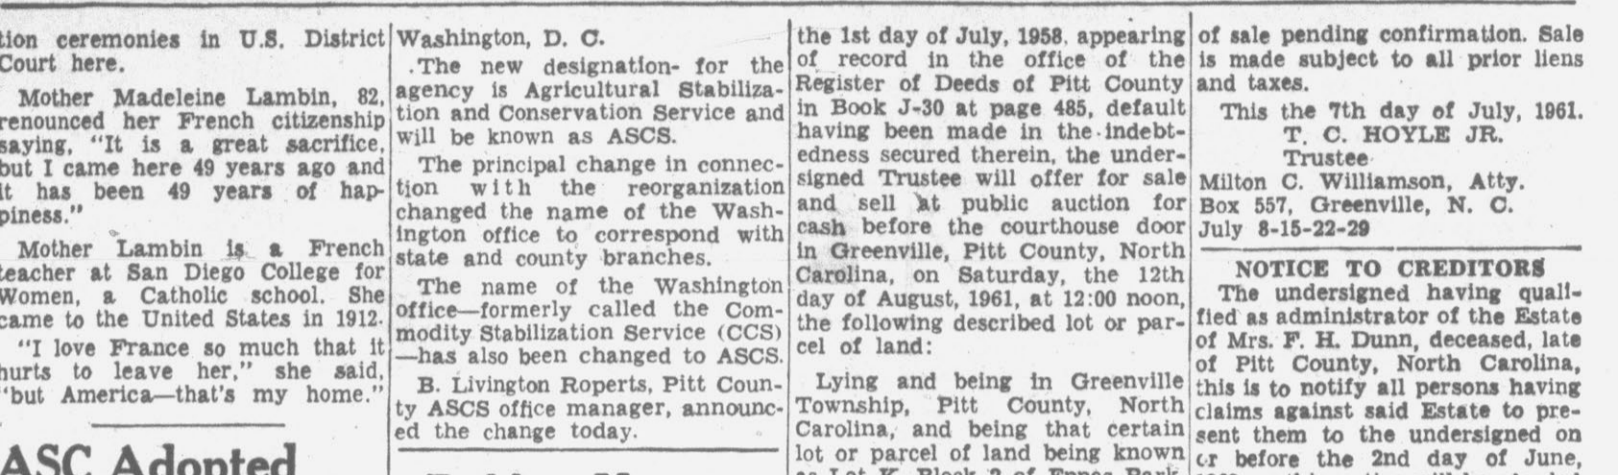 tion ceremonies in U.S. District
Court here.
Mother Madeleine Lambin, 82,
renounced her French citizenship
saying, "It is a great sacrifice,
but I came here 49 years ago and
it has been 49 years of hap-
piness."
Mother Lambin is a French
teacher at San Diego College for
Women, a Catholic school. She
came to the United States in 1912.
"I love France so much that it
hurts to leave her," she said,
"but America—that's my home."
ASC Adopted
Washington, D. C.
.The new designation- for the
agency is Agricultural Stabiliza-
tion and Conservation Service and
will be known as ASCS.
The principal change in connec-
tion with the reorganization
changed the name of the Wash-
ington office to correspond with
state and county branches.
The name of the Washington
office—formerly called the Com-
modity Stabilization Service (CCS)
—has also been changed to ASCS.
B. Livington Roperts, Pitt Coun-
ty ASCS office manager, announc-
ed the change today.
the 1st day of July, 1958, appearing
of record in the office of the
Register of Deeds of Pitt County
in Book J-30 at page 485, default
having been made in the indebt-
edness secured therein, the under-
signed Trustee will offer for sale
and sell at public auction for
cash before the courthouse door
in Greenville, Pitt County, North
Carolina, on Saturday, the 12th
day of August, 1961, at 12:00 noon,
the following described lot or par-
cel of land:
Lying and being in Greenville
Township, Pitt County, North
Carolina, and being that certain
lot or parcel of land being known
as Lot K, Block 2 of
of sale pending confirmation. Sale
is made subject to all prior liens
and taxes.
This the 7th day of July, 1961.
T. C. HOYLE JR.
Trustee
Milton C. Williamson, Atty.
Box 557, Greenville, N. C.
July 8-15-22-29
NOTICE TO CREDITORS
The undersigned having quali-
fied as administrator of the Estate
of Mrs. F. H. Dunn, deceased, late
of Pitt County, North Carolina,
this is to notify all persons having
claims against said Estate to pre-
sent them to the undersigned on
or before the 2nd day of June,